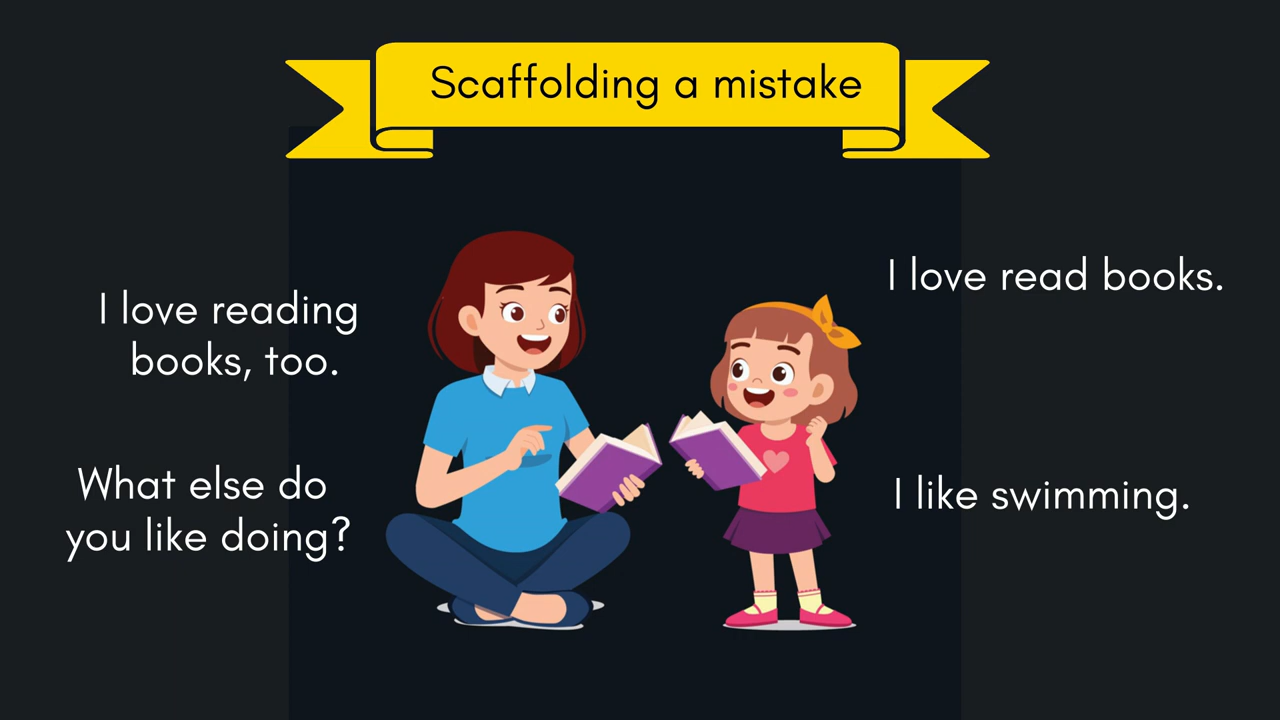 Scaffolding a mistake
I love read books.
I love reading
books, too.
What else do
you like doing?
I like swimming.